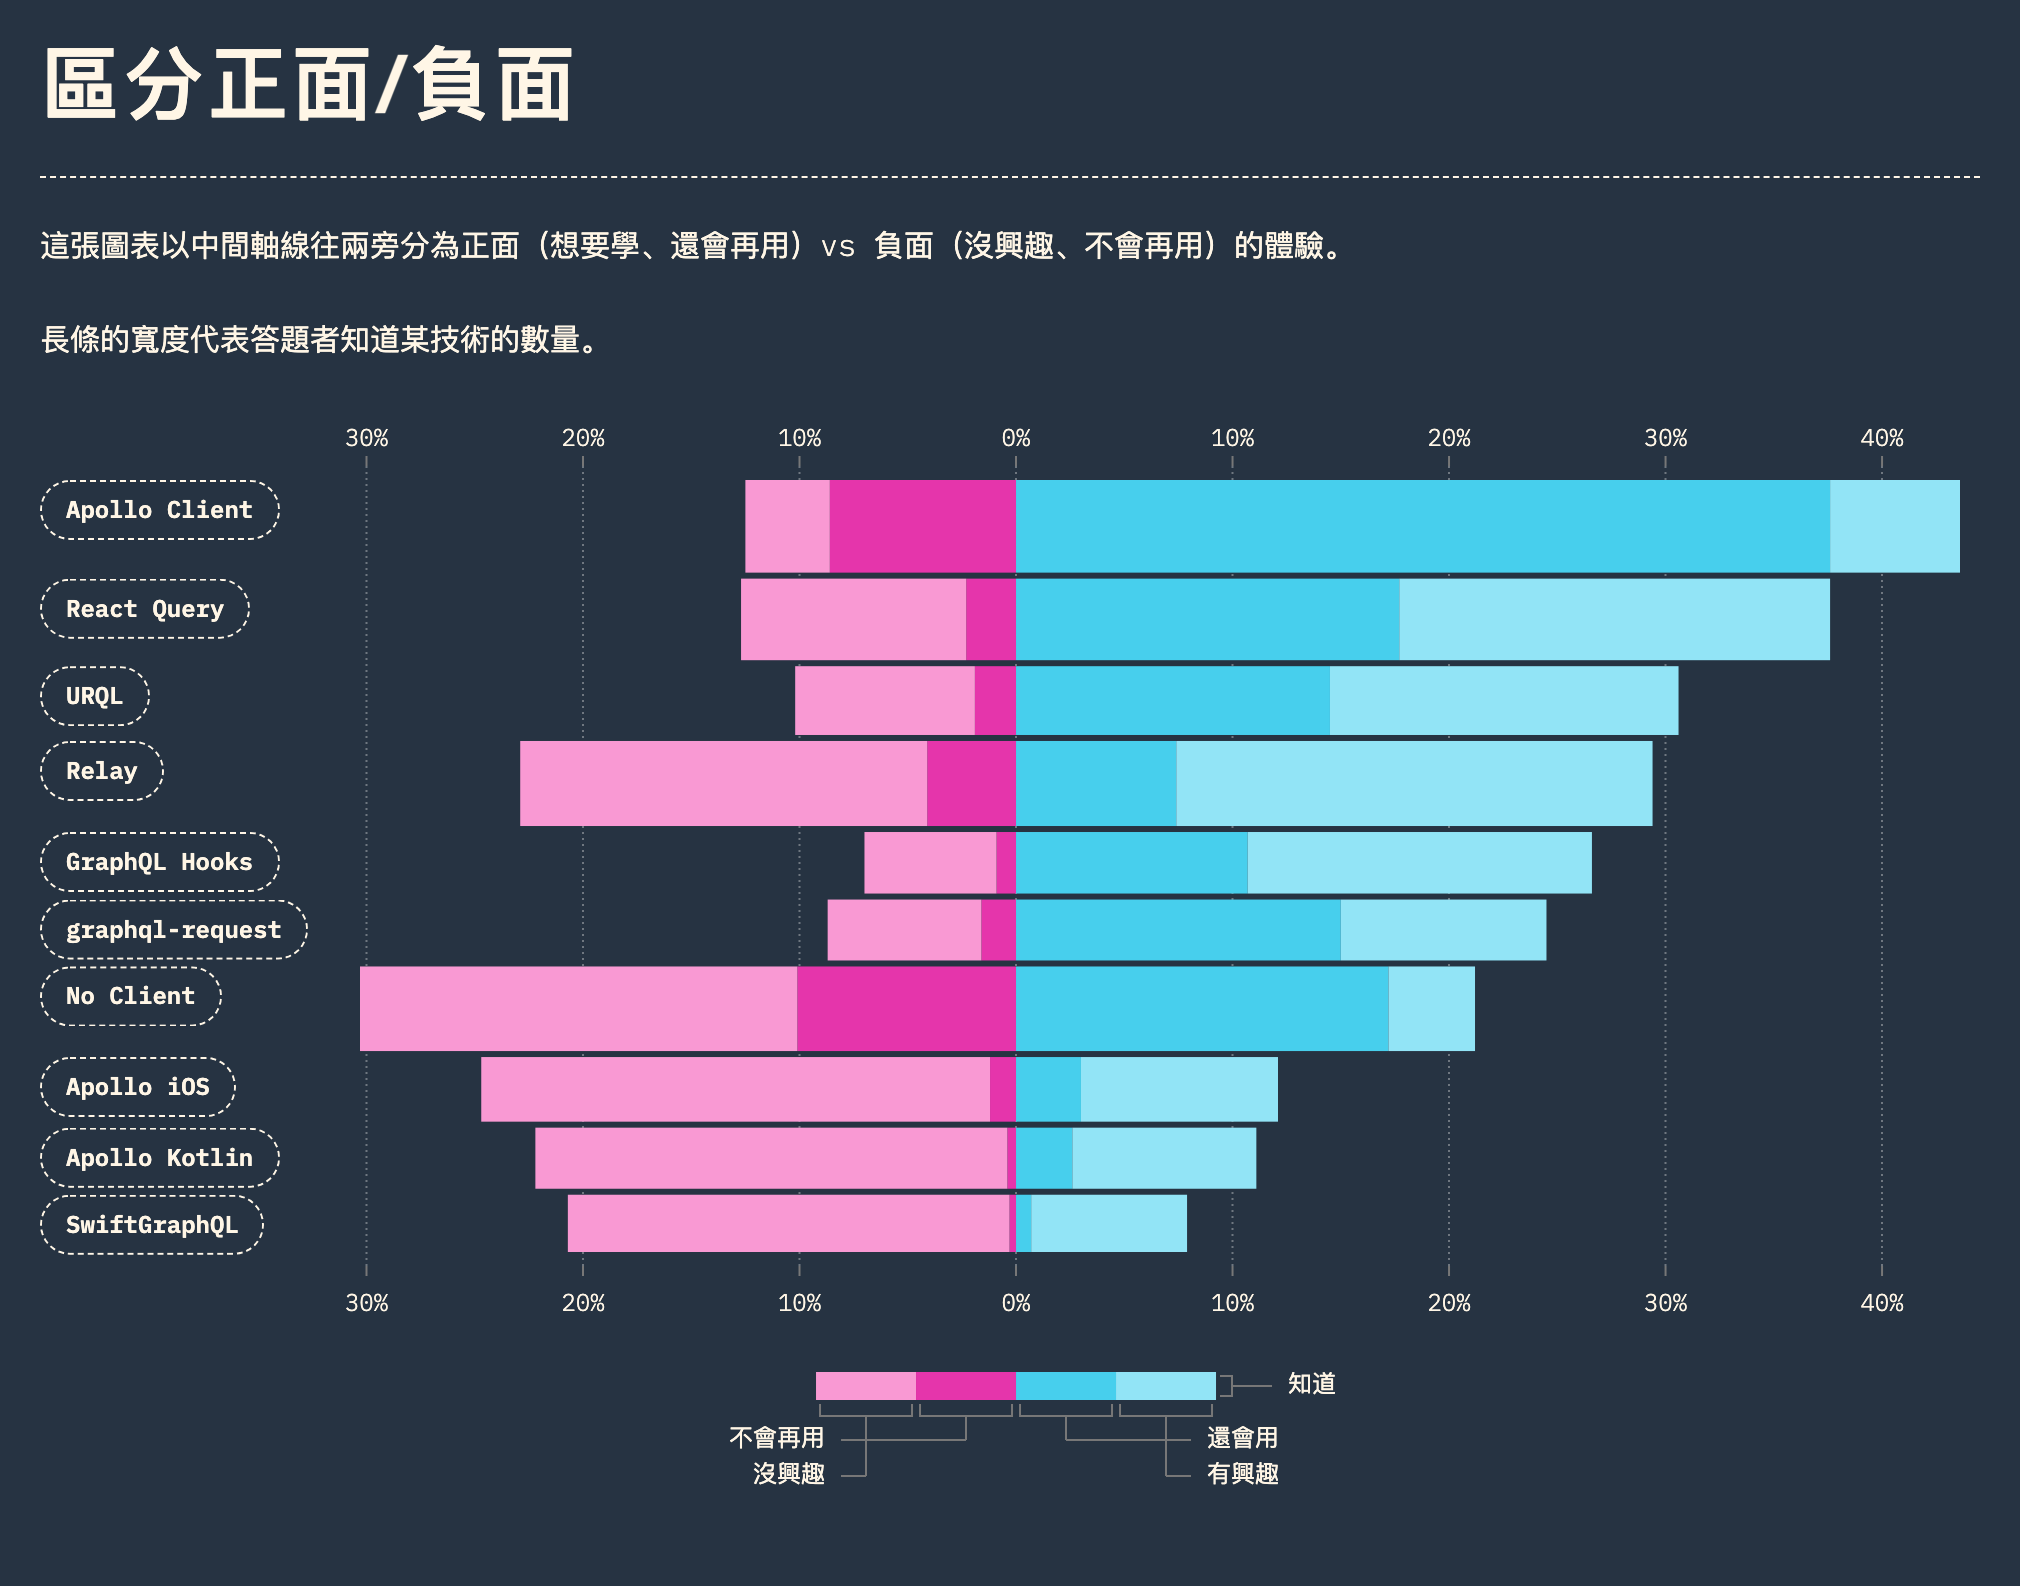 區分正面/負面
這張圖表以中間軸線往兩旁分為正面（想要學、還會再用）vs 負面（沒興趣、不會再用）的體驗。
長條的寬度代表答題者知道某技術的數量。
30% 20% 10% 0% 10% 20% 30% 40%
Apollo Client
React Query
URQL
Relay
GraphQL Hooks
graphql-request
No Client
Apollo iOS
Apollo Kotlin
SwiftGraphQL
30% 20% 10% 0% 10% 20% 30% 40%
知道
不會再用 還會用
沒興趣 有興趣